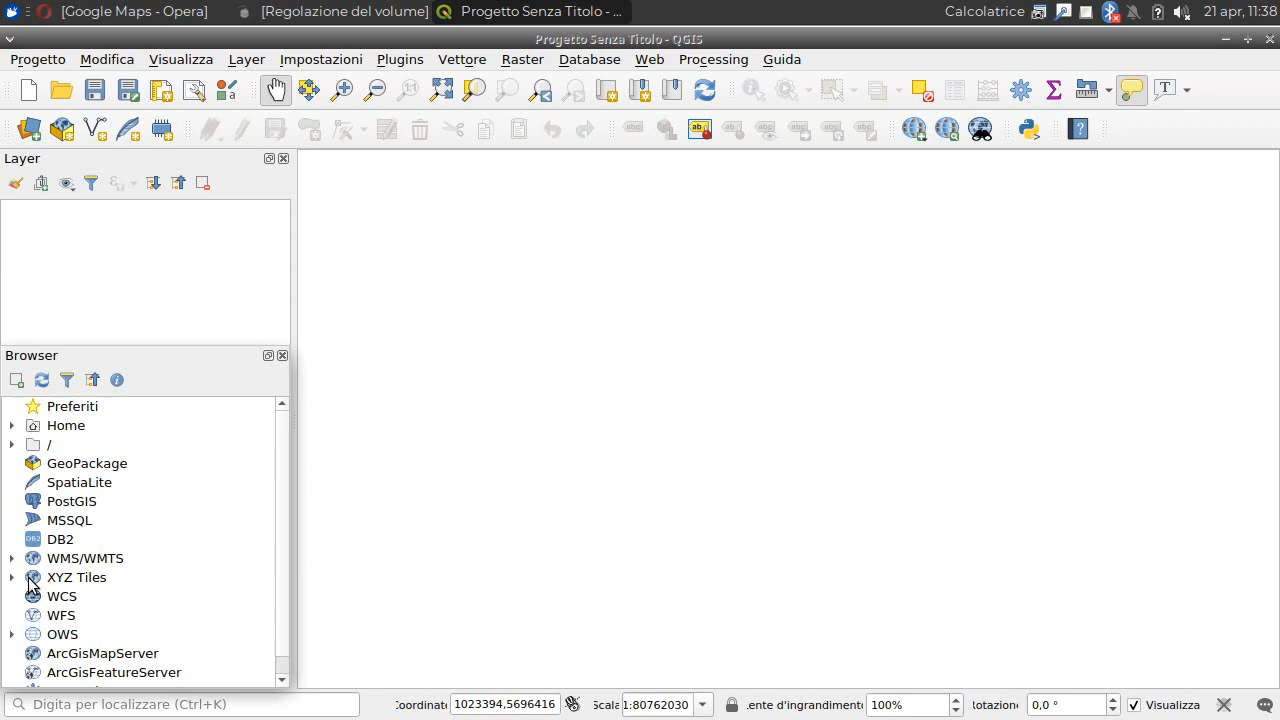 [Google Maps - Opera]
[Regolazione del volume]
Progetto Senza Titolo - ...
Calcolatrice
21 apr, 11:38
Progetto Senza Titolo - QGIS
Progetto Modifica Visualizza Layer Impostazioni Plugins Vettore Raster Database Web Processing Guida
Layer
Browser
Preferiti
Home
/
GeoPackage
SpatiaLite
PostGIS
MSSQL
DB2
WMS/WMTS
XYZ Tiles
WCS
WFS
OWS
ArcGisMapServer
ArcGisFeatureServer
Digita per localizzare (Ctrl+K)
1023394,5696416
Scala
1:80762030
.ente d'ingrandimento
100%
0,0 °
Visualizza